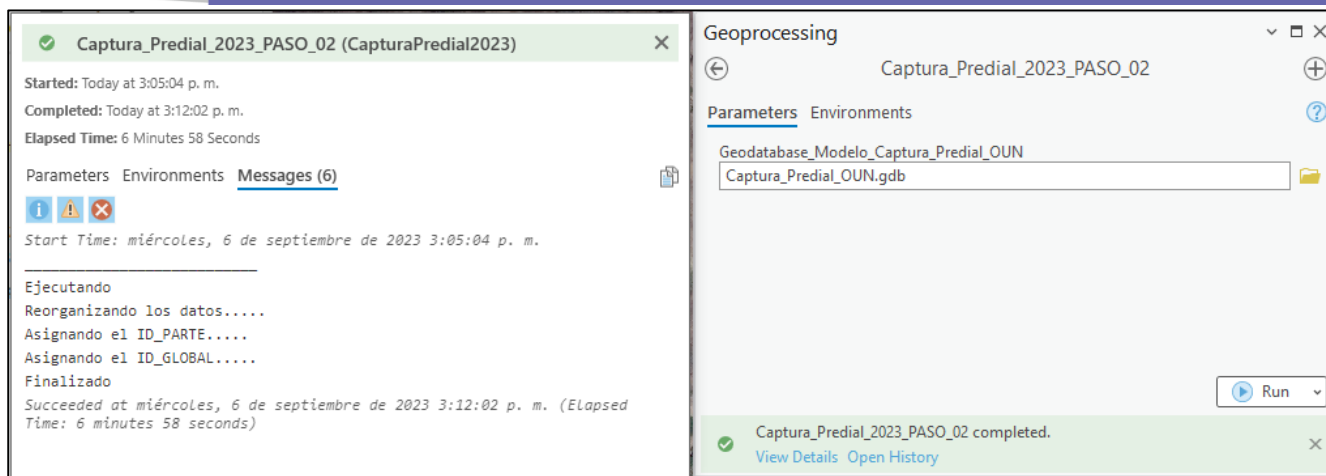 Captura_Predial_2023_PASO_02 (CapturaPredial2023)
Started: Today at 3:05:04 p. m.
Completed: Today at 3:12:02 p. m.
Elapsed Time: 6 Minutes 58 Seconds
Parameters Environments Messages (6)
Start Time: miércoles, 6 de septiembre de 2023 3:05:04 p. m.
Ejecutando
Reorganizando los datos.....
Asignando el ID_PARTE.....
Asignando el ID_GLOBAL.....
Finalizado
Succeeded at miércoles, 6 de septiembre de 2023 3:12:02 p. m. (Elapsed
Time: 6 minutes 58 seconds)
Geoprocessing
Captura_Predial_2023_PASO_02
Parameters Environments
Geodatabase_Modelo_Captura_Predial_OUN
Captura_Predial_OUN.gdb
Run
Captura_Predial_2023_PASO_02 completed.
View Details Open History